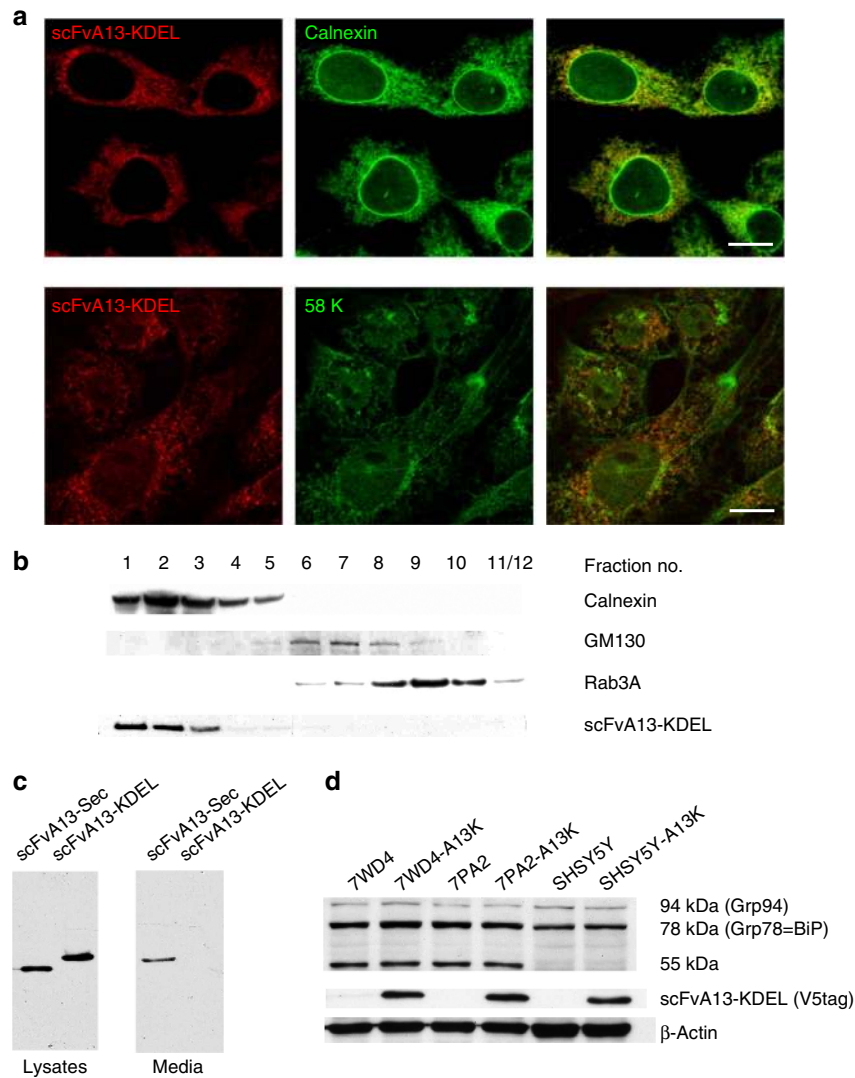 a
scFvA13-KDEL
Calnexin
scFvA13-KDEL
58 K
b
1 2 3 4 5 6 7 8 9 10 11/12 Fraction no.
Calnexin
GM130
Rab3A
scFvA13-KDEL
c
scFvA13-Sec
scFvA13-KDEL
scFvA13-Sec
scFvA13-KDEL
Lysates
Media
d
7WD4
7WD4-A13K
7PA2
7PA2-A13K
SHSY5Y
SHSY5Y-A13K
94 kDa (Grp94)
78 kDa (Grp78=BiP)
55 kDa
scFvA13-KDEL (V5tag)
β-Actin